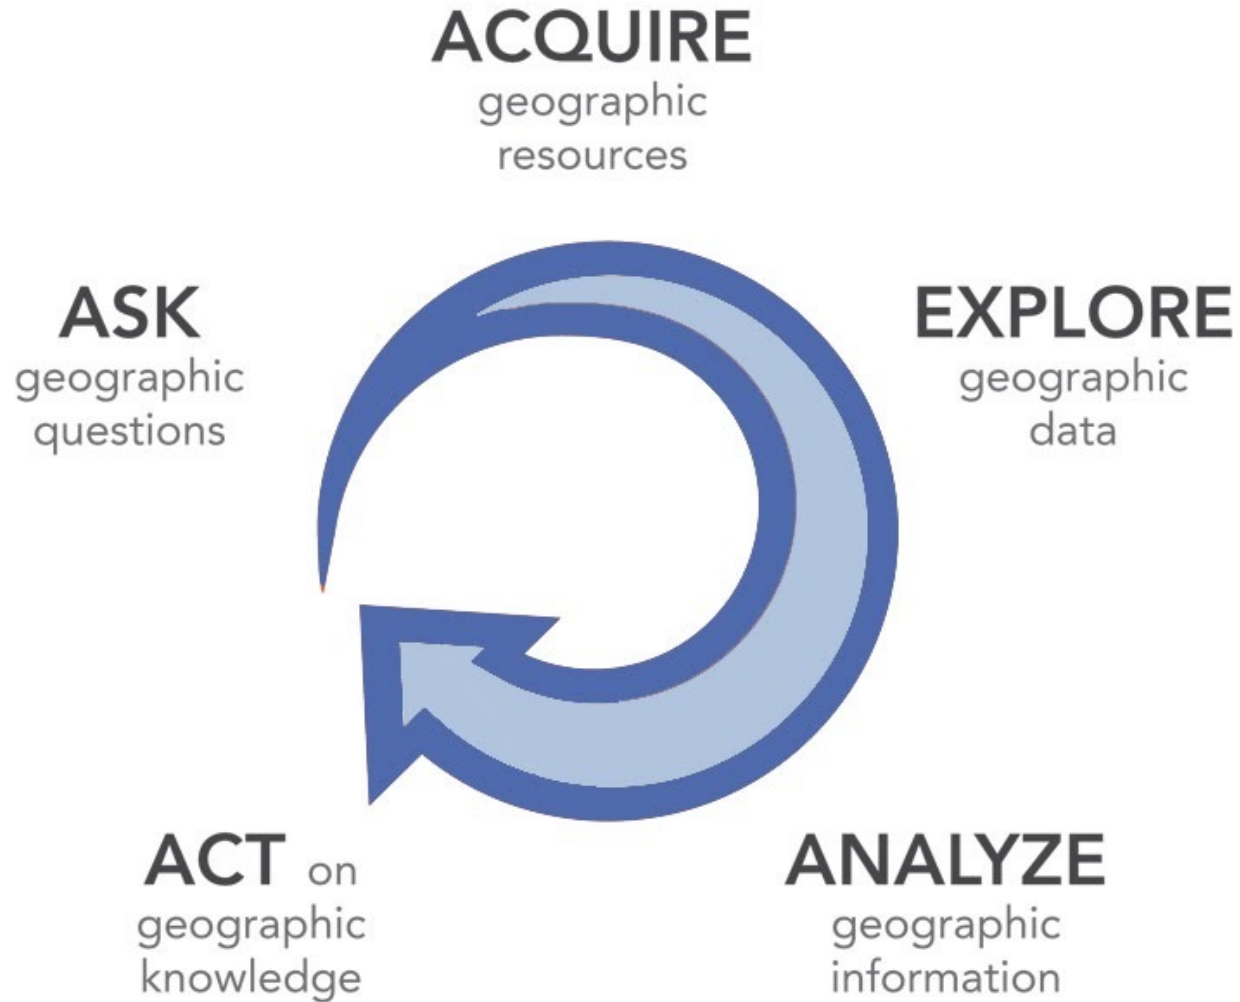 ACQUIRE
geographic
resources
ASK
geographic
questions
EXPLORE
geographic
data
ACT on
geographic
knowledge
ANALYZE
geographic
information